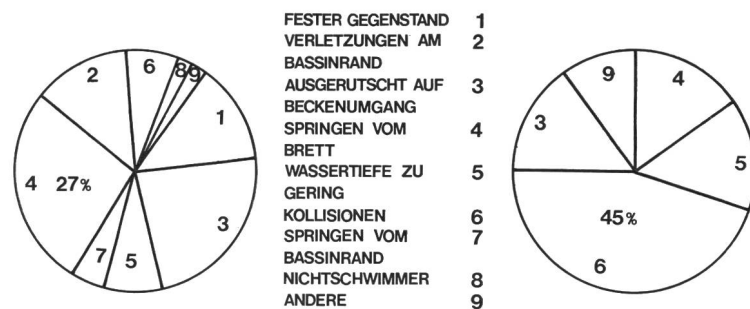 FESTER GEGENSTAND 1
VERLETZUNGEN AM 2
BASSINRAND
AUSGERUTSCHT AUF 3
BECKENUMGANG
SPRINGEN VOM 4
BRETT
WASSERTIEFE ZU 5
GERING
KOLLISIONEN 6
SPRINGEN VOM 7
BASSINRAND
NICHTSCHWIMMER 8
ANDERE 9
2 6 8 9
1
4 27%
3
7 5
9 4
3 5
45%
6